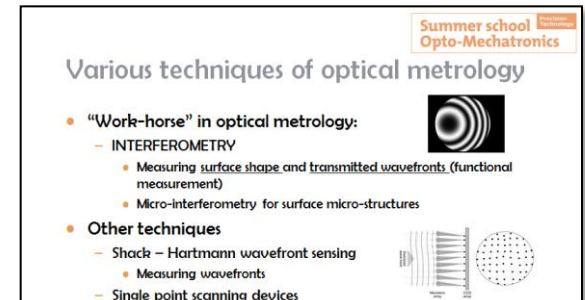 Summer school Precision Technology
Opto-Mechatronics
Various techniques of optical metrology
"Work-horse" in optical metrology:
– INTERFEROMETRY
Measuring surface shape and transmitted wavefronts (functional
measurement)
Micro-interferometry for surface micro-structures
Other techniques
– Shack – Hartmann wavefront sensing
Measuring wavefronts
– Single point scanning devices